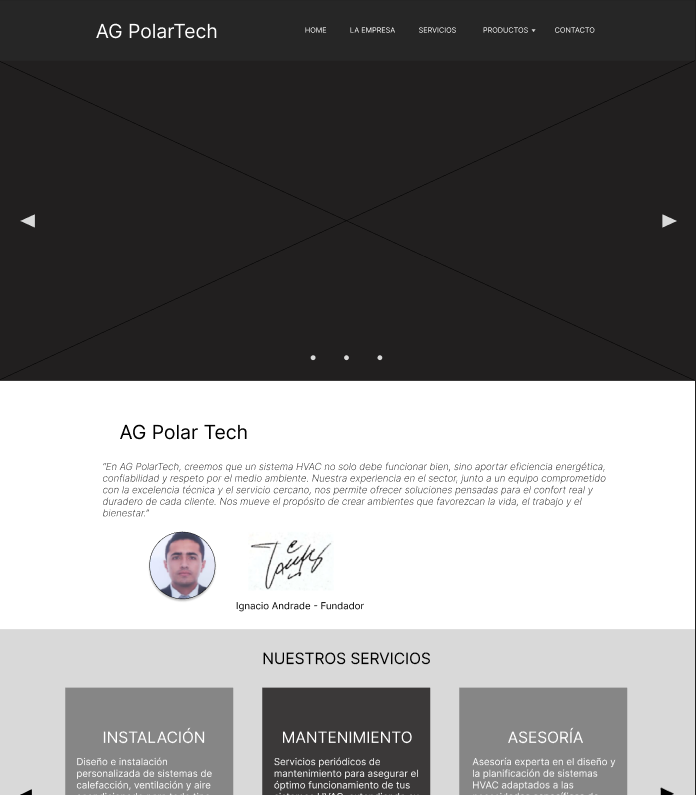 AG PolarTech
HOME LA EMPRESA SERVICIOS PRODUCTOS CONTACTO
AG Polar Tech
"En AG PolarTech, creemos que un sistema HVAC no solo debe funcionar bien, sino aportar eficiencia energética,
confiabilidad y respeto por el medio ambiente. Nuestra experiencia en el sector, junto a un equipo comprometido
con la excelencia técnica y el servicio cercano, nos permite ofrecer soluciones pensadas para el confort real y
duradero de cada cliente. Nos mueve el propósito de crear ambientes que favorezcan la vida, el trabajo y el
bienestar."
Ignacio Andrade - Fundador
NUESTROS SERVICIOS
INSTALACIÓN
Diseño e instalación
personalizada de sistemas de
calefacción, ventilación y aire
MANTENIMIENTO
Servicios periódicos de
mantenimiento para asegurar el
óptimo funcionamiento de tus
ASESORÍA
Asesoría experta en el diseño y
la planificación de sistemas
HVAC adaptados a las